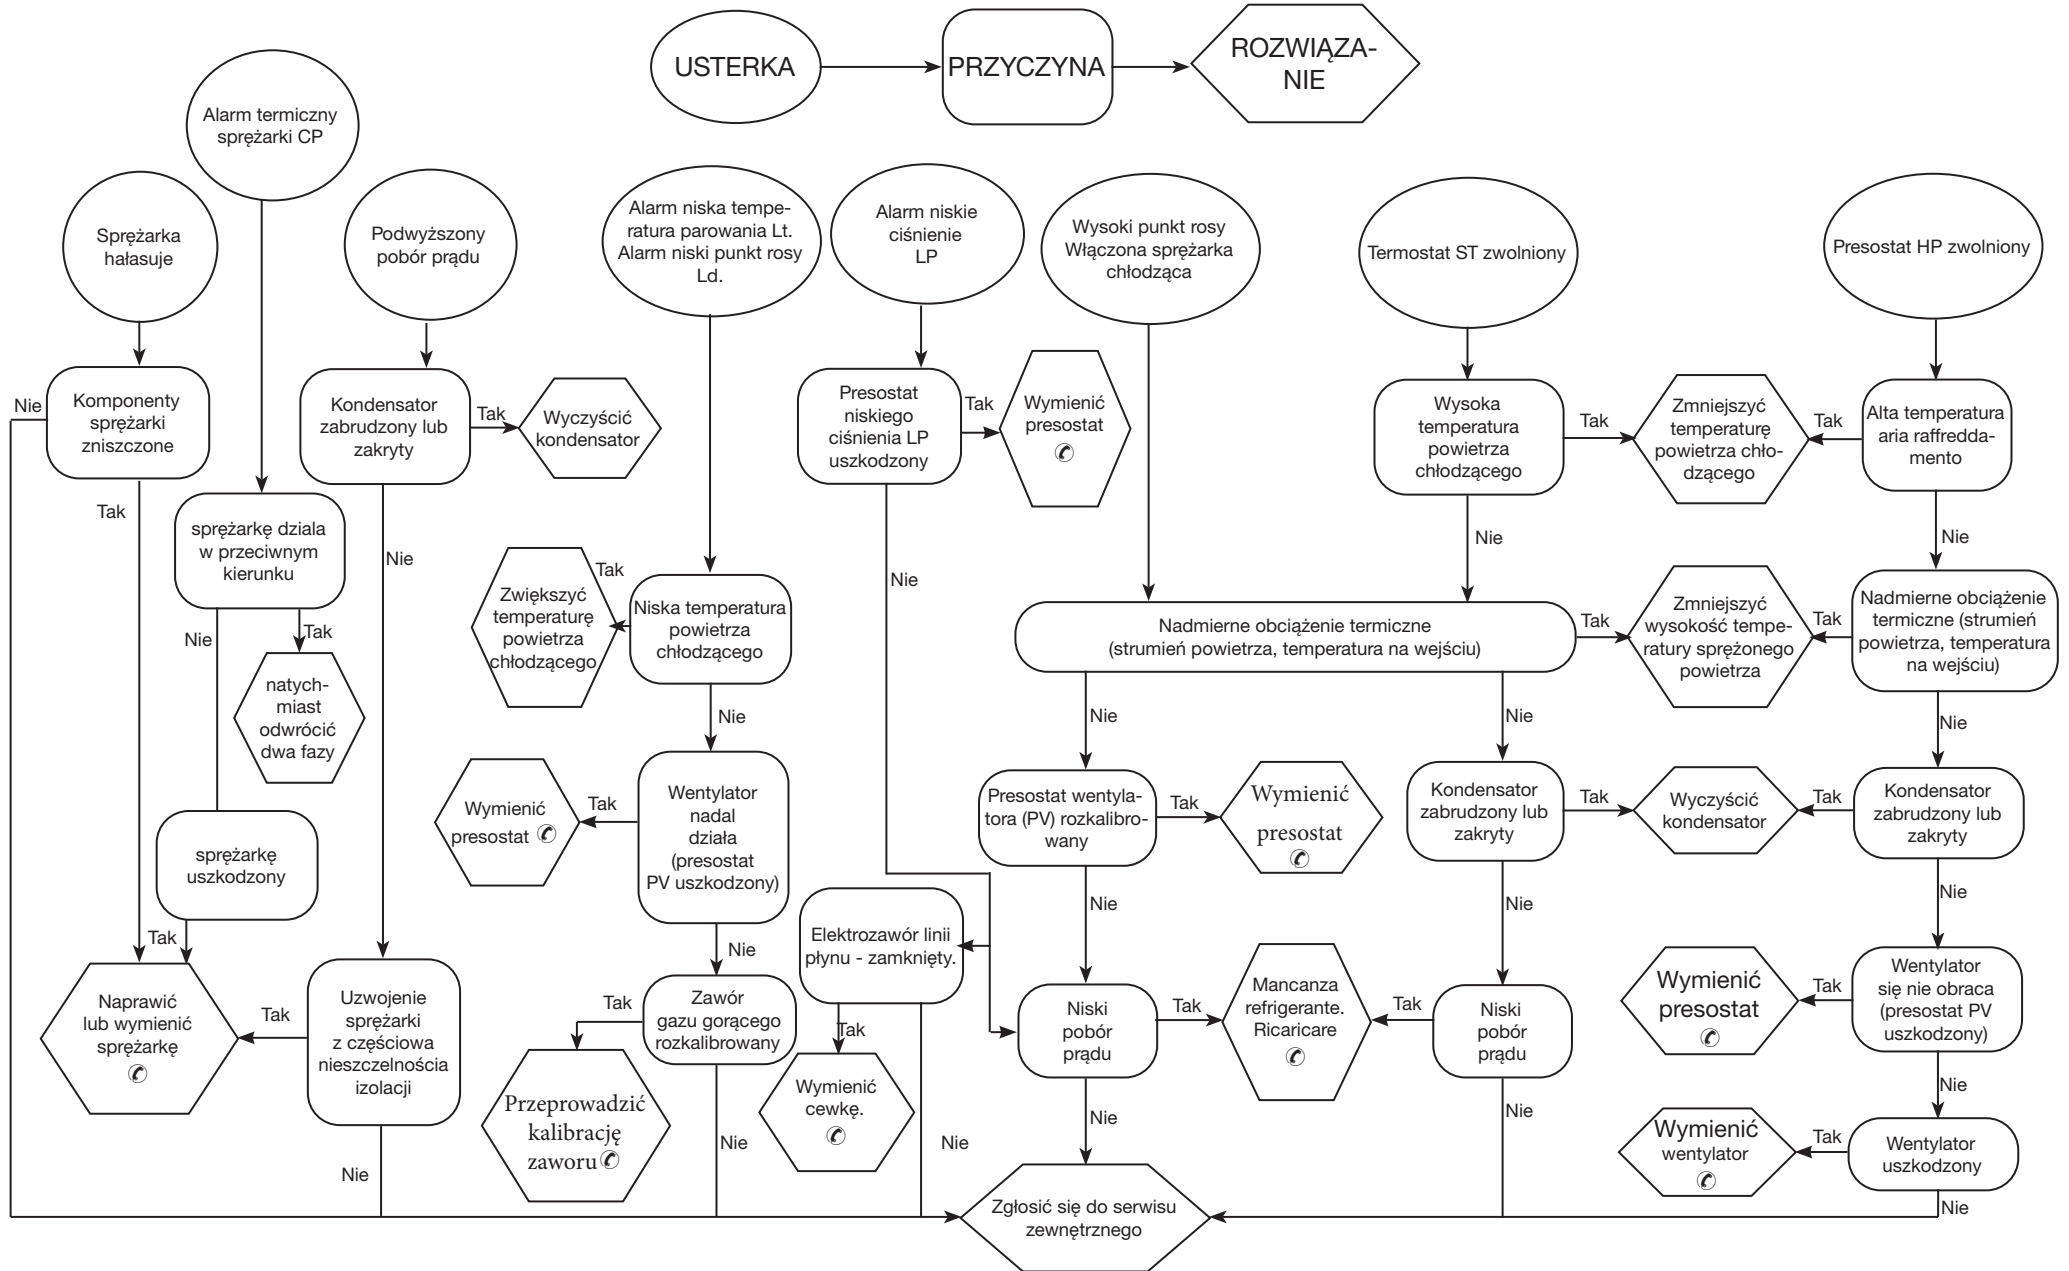 USTERKA
PRZYCZYNA
ROZWIĄZA-
NIE
Alarm termiczny
sprężarki CP
Sprężarka
hałasuje
Podwyższony
pobór prądu
Alarm niska tempe-
ratura parowania Lt.
Alarm niski punkt rosy
Ld.
Alarm niskie
ciśnienie
LP
Wysoki punkt rosy
Włączona sprężarka
chłodząca
Termostat ST zwolniony
Presostat HP zwolniony
Nie
Komponenty
sprężarki
zniszczone
Tak
Kondensator
zabrudzony lub
zakryty
Tak
Wyczyścić
kondensator
Nie
Presostat
niskiego
ciśnienia LP
uszkodzony
Tak
Wymienić
presostat
Nie
Wysoka
temperatura
powietrza
chłodzącego
Tak
Zmniejszyć
temperaturę
powietrza chło-
dzącego
Tak
Alta temperatura
aria raffredda-
mento
Nie
Nie
sprężarkę dziala
w przeciwnym
kierunku
Nie
Tak
natych-
miast
odwrócić
dwa fazy
Zwiększyć
temperaturę
powietrza
chłodzącego
Tak
Niska temperatura
powietrza
chłodzącego
Nie
Nadmierne obciążenie termiczne
(strumień powietrza, temperatura na wejściu)
Tak
Zmniejszyć
wysokość tempe-
ratury sprężonego
powietrza
Tak
Nadmierne obciążenie
termiczne (strumień
powietrza, temperatura
na wejściu)
Nie
Nie
Nie
sprężarkę
uszkodzony
Tak
Wymienić
presostat
Tak
Wentylator
nadal
działa
(presostat
PV uszkodzony)
Nie
Presostat wentyla-
tora (PV) rozkalibro-
wany
Tak
Wymienić
presostat
Nie
Kondensator
zabrudzony lub
zakryty
Tak
Wyczyścić
kondensator
Tak
Kondensator
zabrudzony lub
zakryty
Nie
Nie
Naprawić
lub wymienić
sprężarkę
Tak
Uzwojenie
sprężarki
z częściowa
nieszczelnościa
izolacji
Nie
Przeprowadzić
kalibrację
zaworu
Tak
Zawór
gazu gorącego
rozkalibrowany
Nie
Elektrozawór linii
płynu - zamknięty.
Tak
Wymienić
cewkę.
Nie
Niski
pobór
prądu
Tak
Mancanza
refrigerante.
Ricaricare
Tak
Niski
pobór
prądu
Nie
Nie
Wymienić
presostat
Tak
Wentylator
się nie obraca
(presostat PV
uszkodzony)
Nie
Wymienić
wentylator
Tak
Wentylator
uszkodzony
Nie
Zgłosić się do serwisu
zewnętrznego